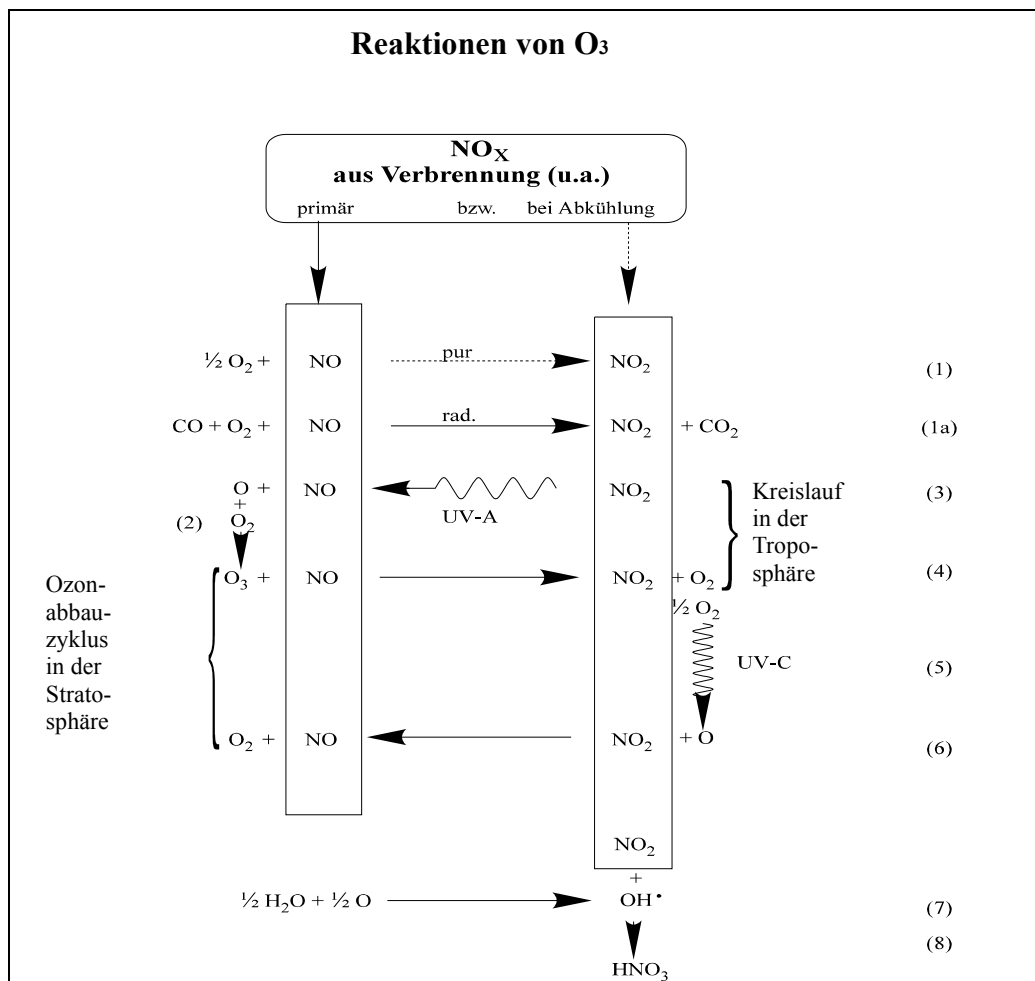 Reaktionen von O₃
NOₓ
aus Verbrennung (u.a.)
primär bzw. bei Abkühlung
½ O₂ + NO pur NO₂ (1)
CO + O₂ + NO rad. NO₂ + CO₂ (1a)
O + NO UV-A NO₂ (3)
+
(2) O₂
Kreislauf
in der
Tropo-
sphäre
O₃ + NO NO₂ + O₂ (4)
½ O₂
Ozon-
abbau-
zyklus
in der
Strato-
sphäre
UV-C (5)
O₂ + NO NO₂ + O (6)
NO₂
+
½ H₂O + ½ O OH• (7)
(8)
HNO₃